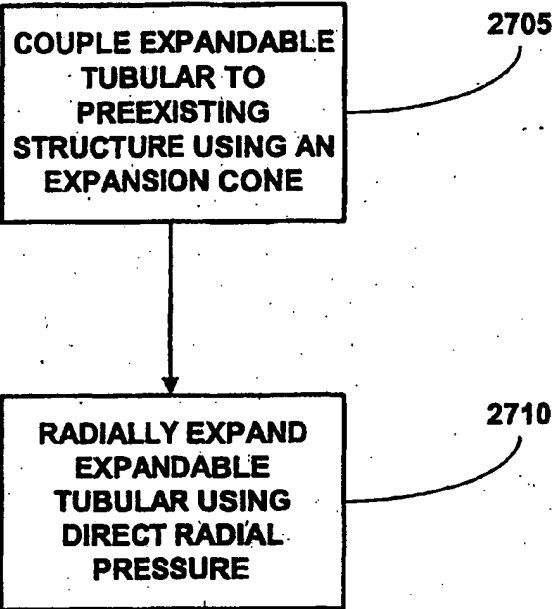 2705
COUPLE EXPANDABLE
TUBULAR TO
PREEXISTING
STRUCTURE USING AN
EXPANSION CONE
2710
RADIALLY EXPAND
EXPANDABLE
TUBULAR USING
DIRECT RADIAL
PRESSURE